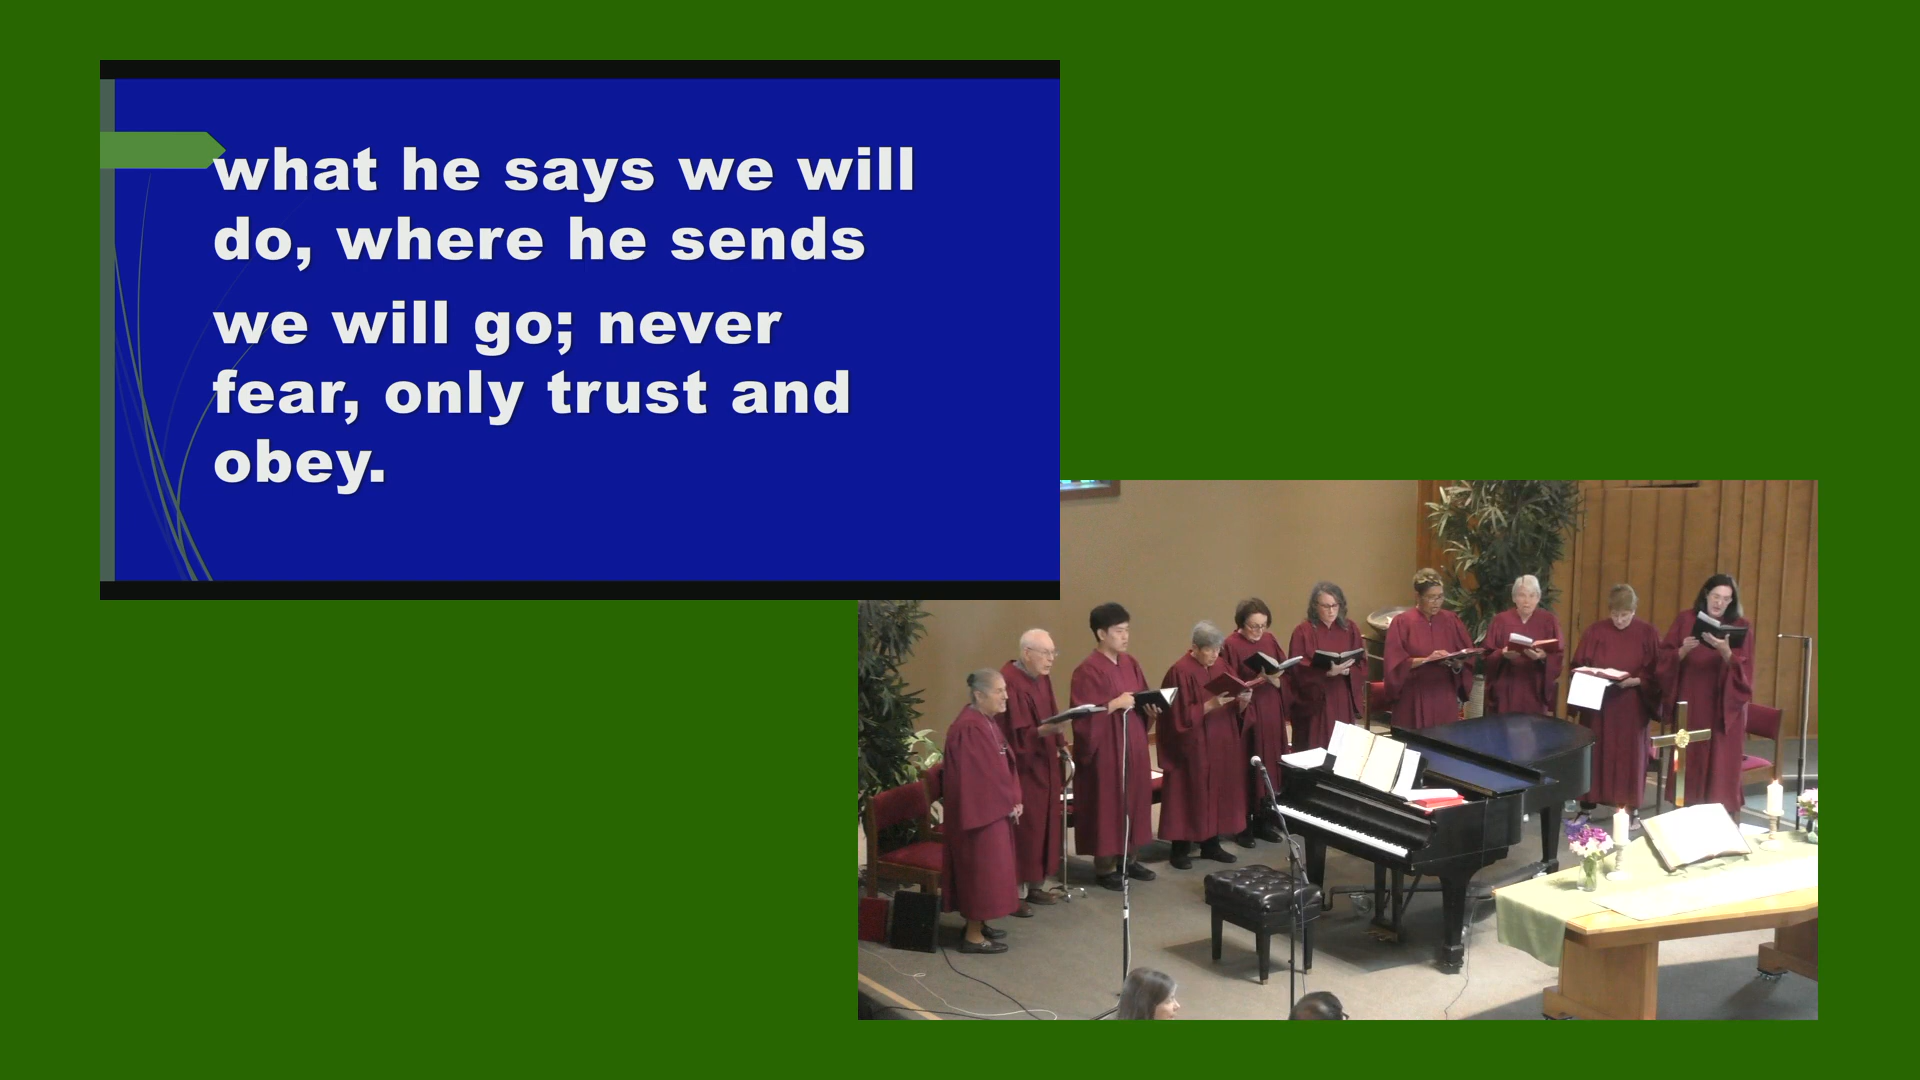 what he says we will
do, where he sends
we will go; never
fear, only trust and
obey.